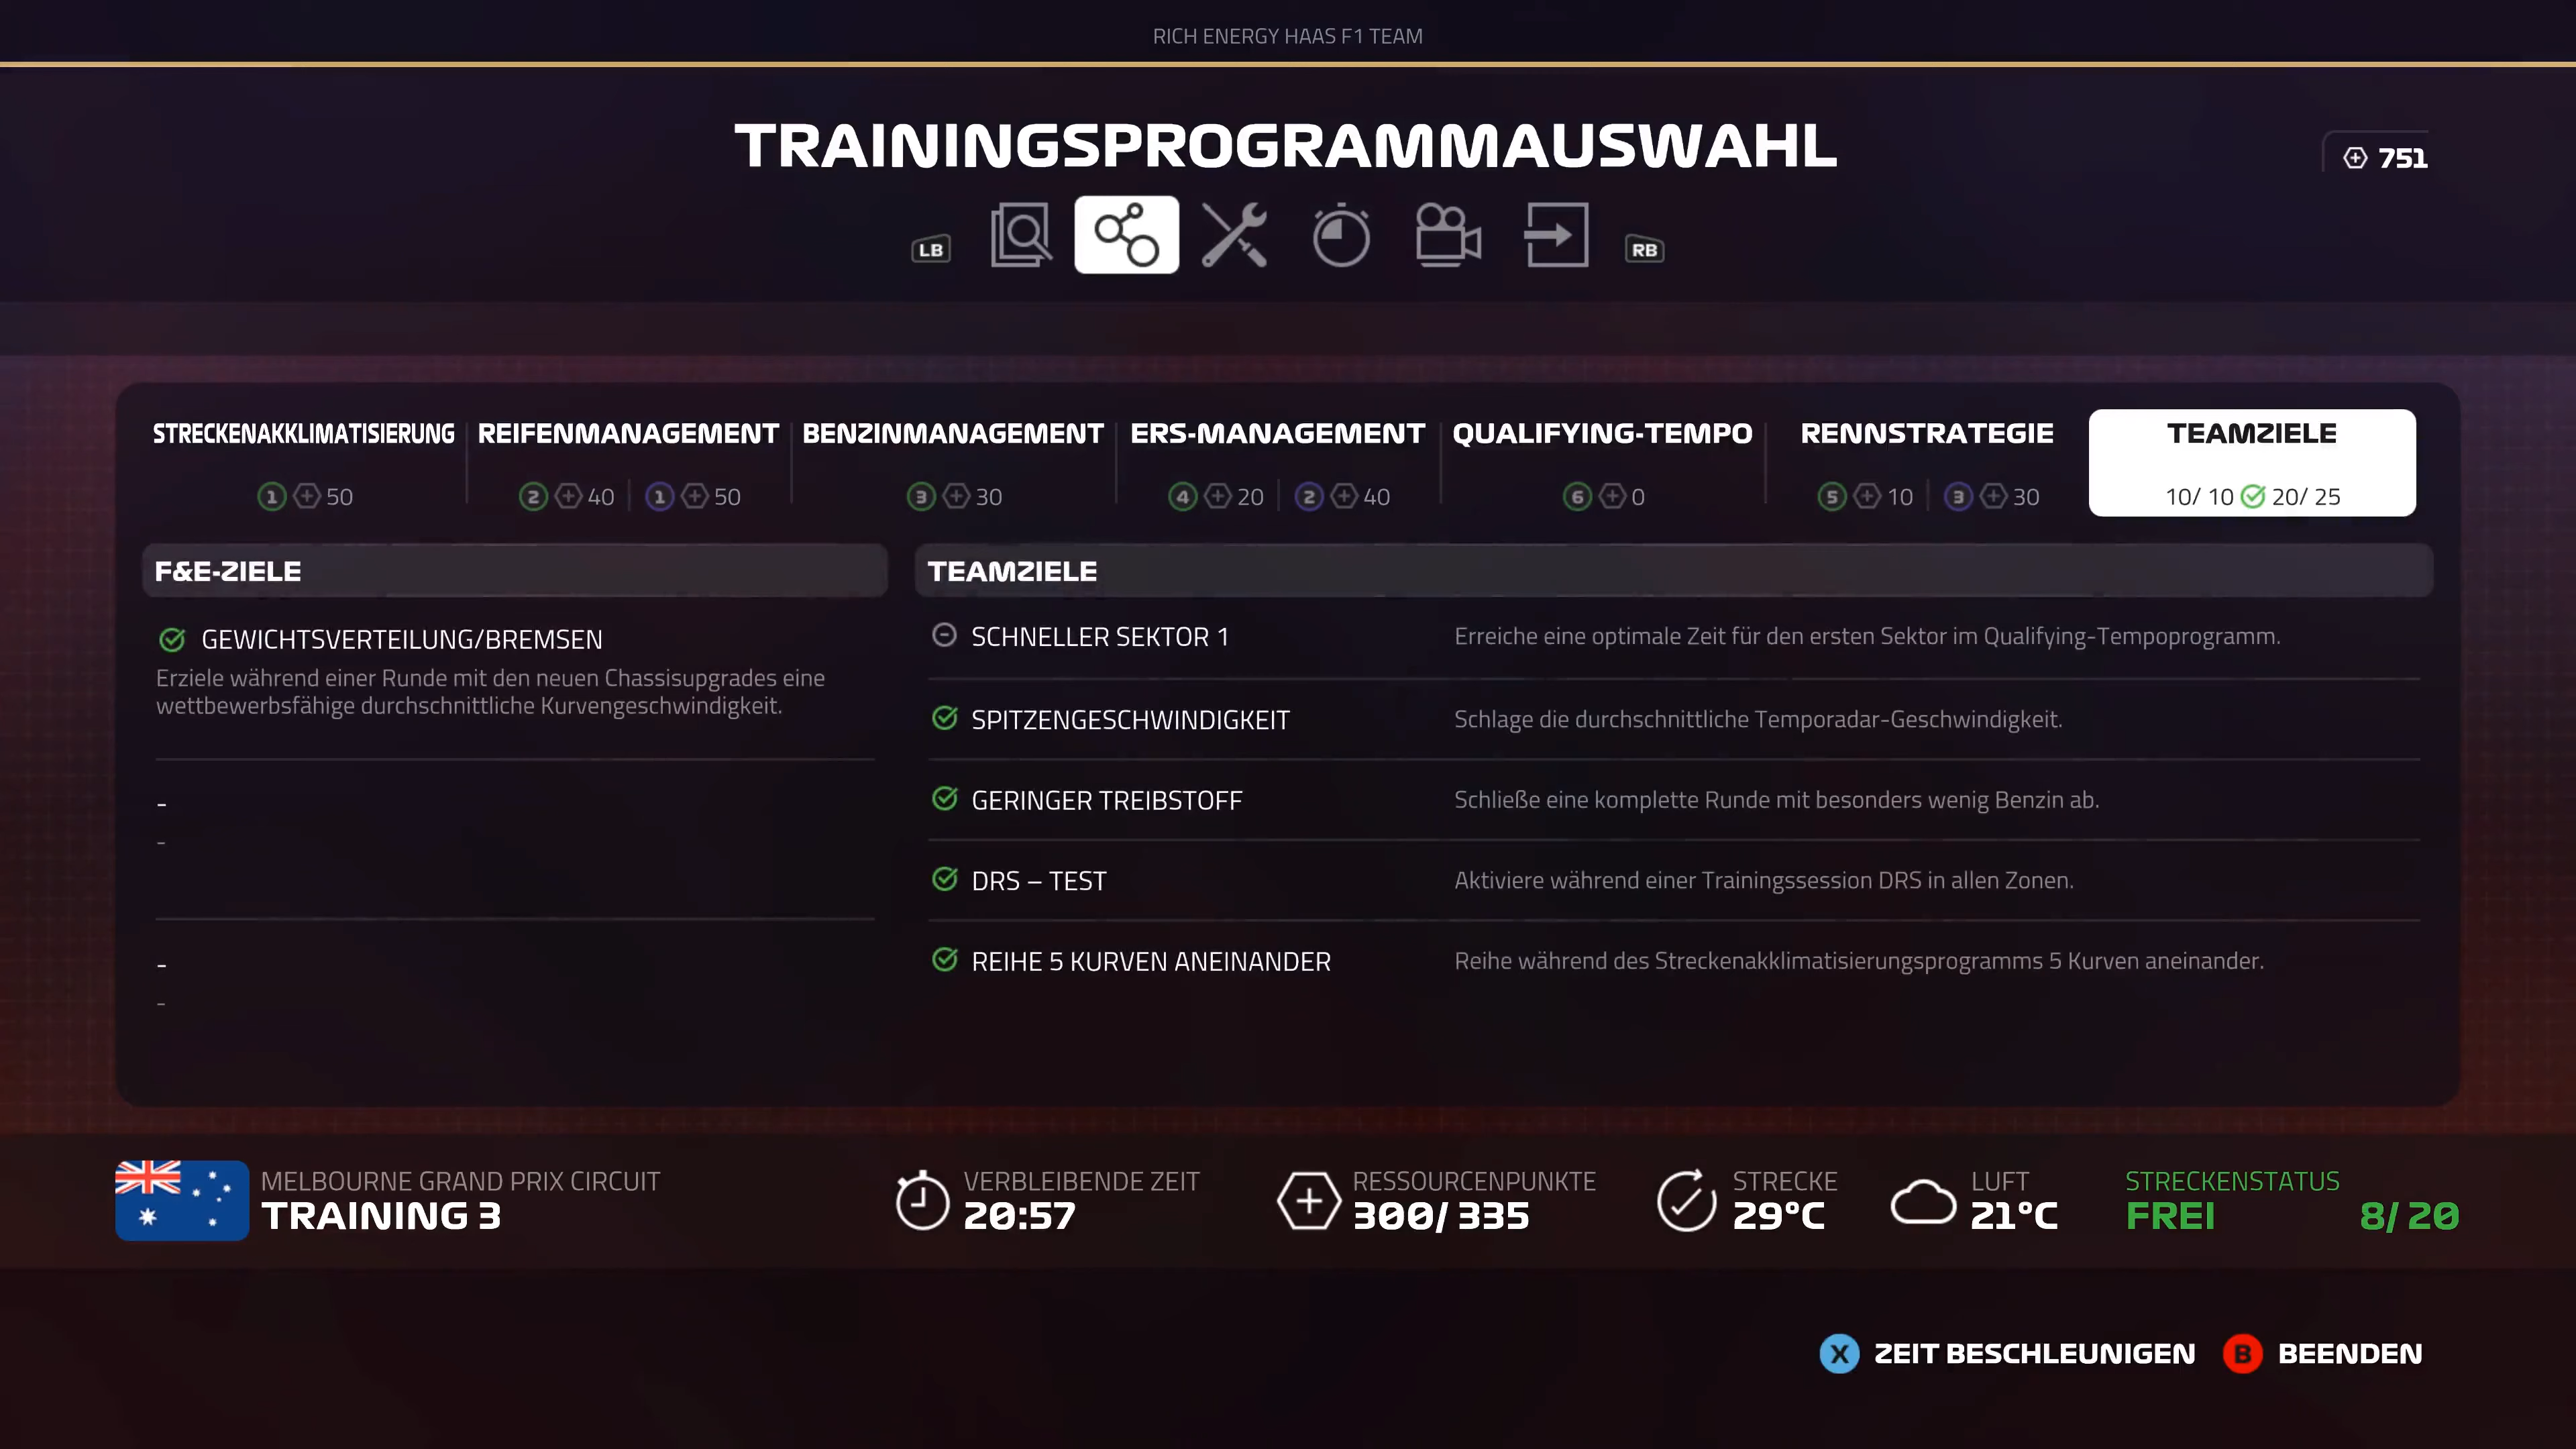 RICH ENERGY HAAS F1 TEAM
TRAININGSPROGRAMMAUSWAHL
751
LB
RB
STRECKENAKKLIMATISIERUNG
1 50
REIFENMANAGEMENT
2 40 1 50
BENZINMANAGEMENT
3 30
ERS-MANAGEMENT
4 20 2 40
QUALIFYING-TEMPO
6 0
RENNSTRATEGIE
5 10 3 30
TEAMZIELE
10/ 10 20/ 25
F&E-ZIELE
GEWICHTSVERTEILUNG/BREMSEN
Erziele während einer Runde mit den neuen Chassisupgrades eine
wettbewerbsfähige durchschnittliche Kurvengeschwindigkeit.
-
-
-
-
TEAMZIELE
SCHNELLER SEKTOR 1
Erreiche eine optimale Zeit für den ersten Sektor im Qualifying-Tempoprogramm.
SPITZENGESCHWINDIGKEIT
Schlage die durchschnittliche Temporadar-Geschwindigkeit.
GERINGER TREIBSTOFF
Schließe eine komplette Runde mit besonders wenig Benzin ab.
DRS – TEST
Aktiviere während einer Trainingssession DRS in allen Zonen.
REIHE 5 KURVEN ANEINANDER
Reihe während des Streckenakklimatisierungsprogramms 5 Kurven aneinander.
MELBOURNE GRAND PRIX CIRCUIT
TRAINING 3
VERBLEIBENDE ZEIT
20:57
RESSOURCENPUNKTE
300/ 335
STRECKE
29°C
LUFT
21°C
STRECKENSTATUS
FREI 8/ 20
X ZEIT BESCHLEUNIGEN B BEENDEN